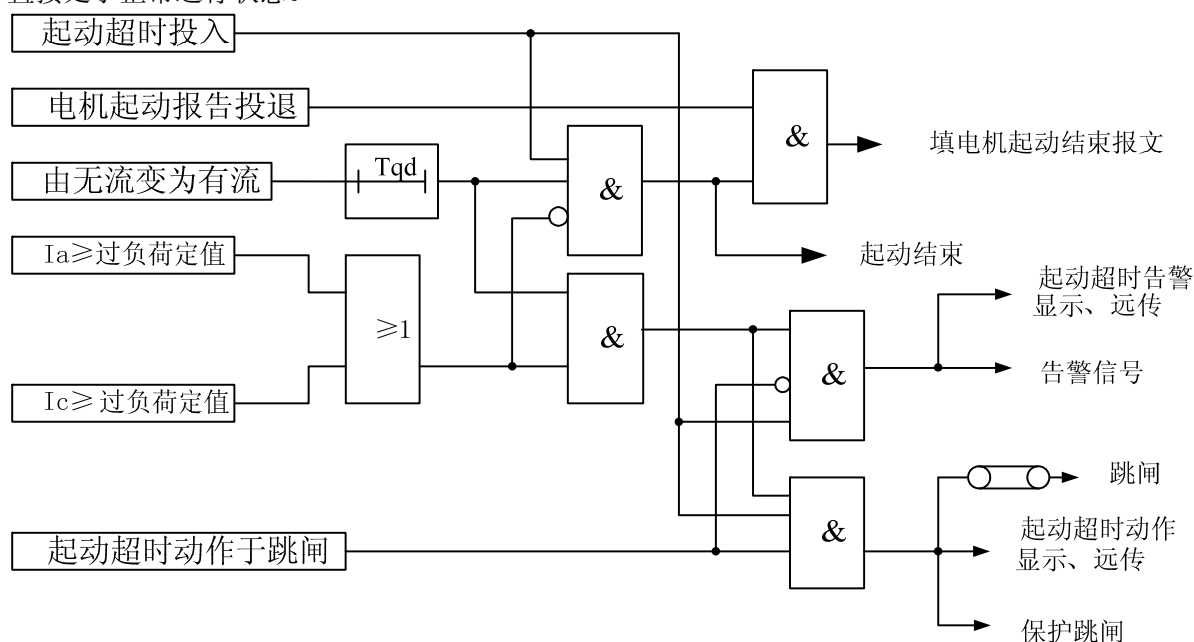 起动超时投入
电机起动报告投退
&
填电机起动结束报文
由无流变为有流
Tqd
&
起动结束
Ia≥过负荷定值
≥1
&
起动超时告警
显示、远传
&
告警信号
Ic≥过负荷定值
跳闸
起动超时动作于跳闸
&
起动超时动作
显示、远传
保护跳闸